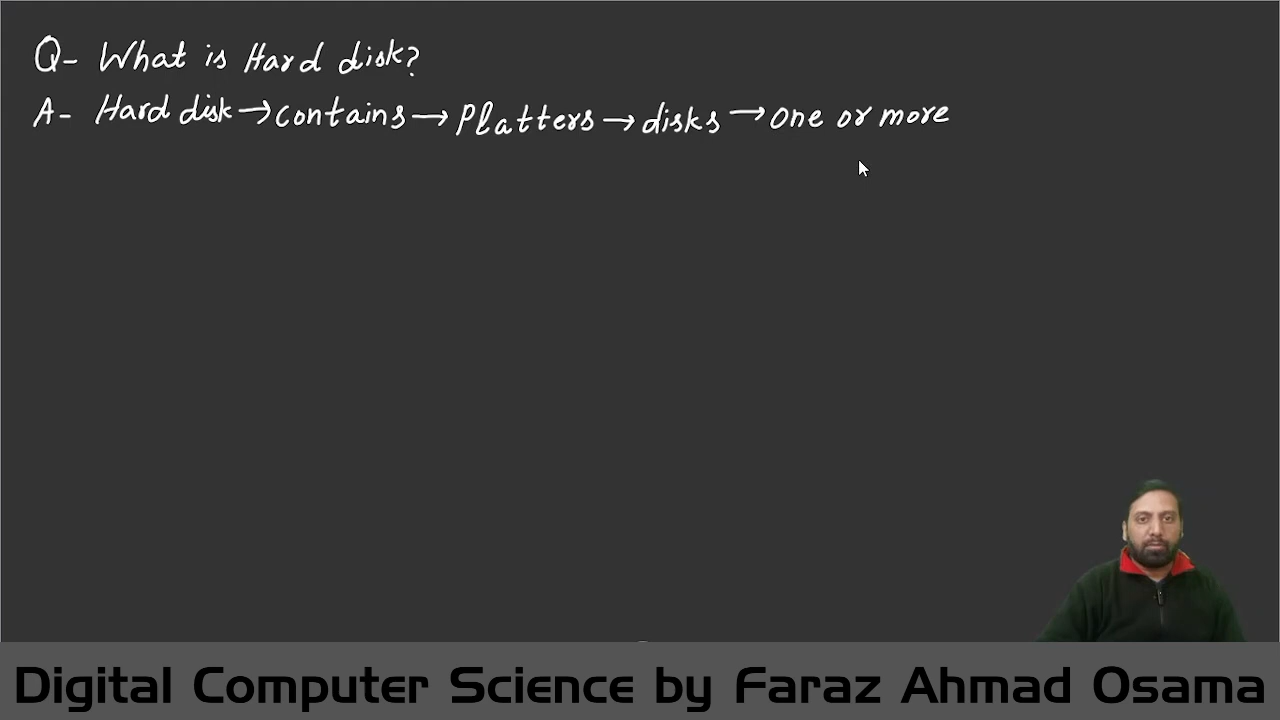 Q- What is Hard disk?
A- Hard disk→contains→Platters→disks→one or more
Digital Computer Science by Faraz Ahmad Osama